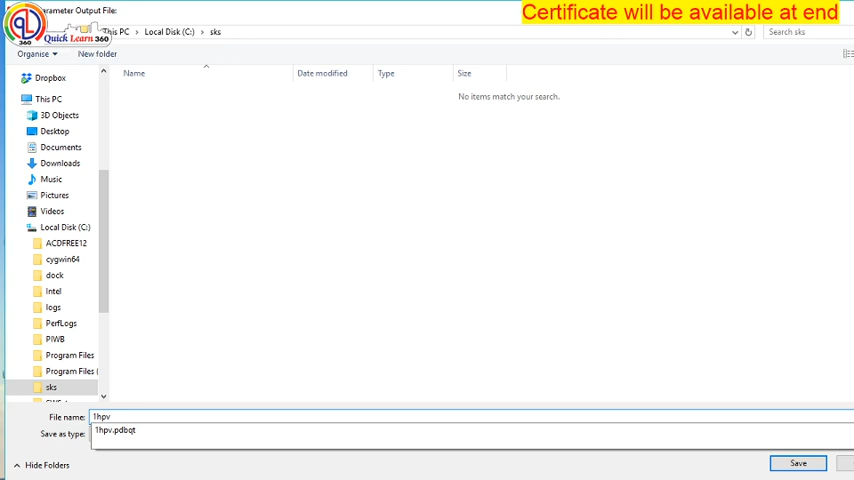 Parameter Output File:
Certificate will be available at end
QL
360
Quick Learn 360
This PC > Local Disk (C:) > sks
Search sks
Organise
New folder
Name
Date modified
Type
Size
No items match your search.
Dropbox
This PC
3D Objects
Desktop
Documents
Downloads
Music
Pictures
Videos
Local Disk (C:)
ACDFREE12
cygwin64
dock
Intel
logs
PerfLogs
PIWB
Program Files
Program Files (
sks
File name: 1hpv
1hpv.pdbqt
Save as type:
Hide Folders
Save